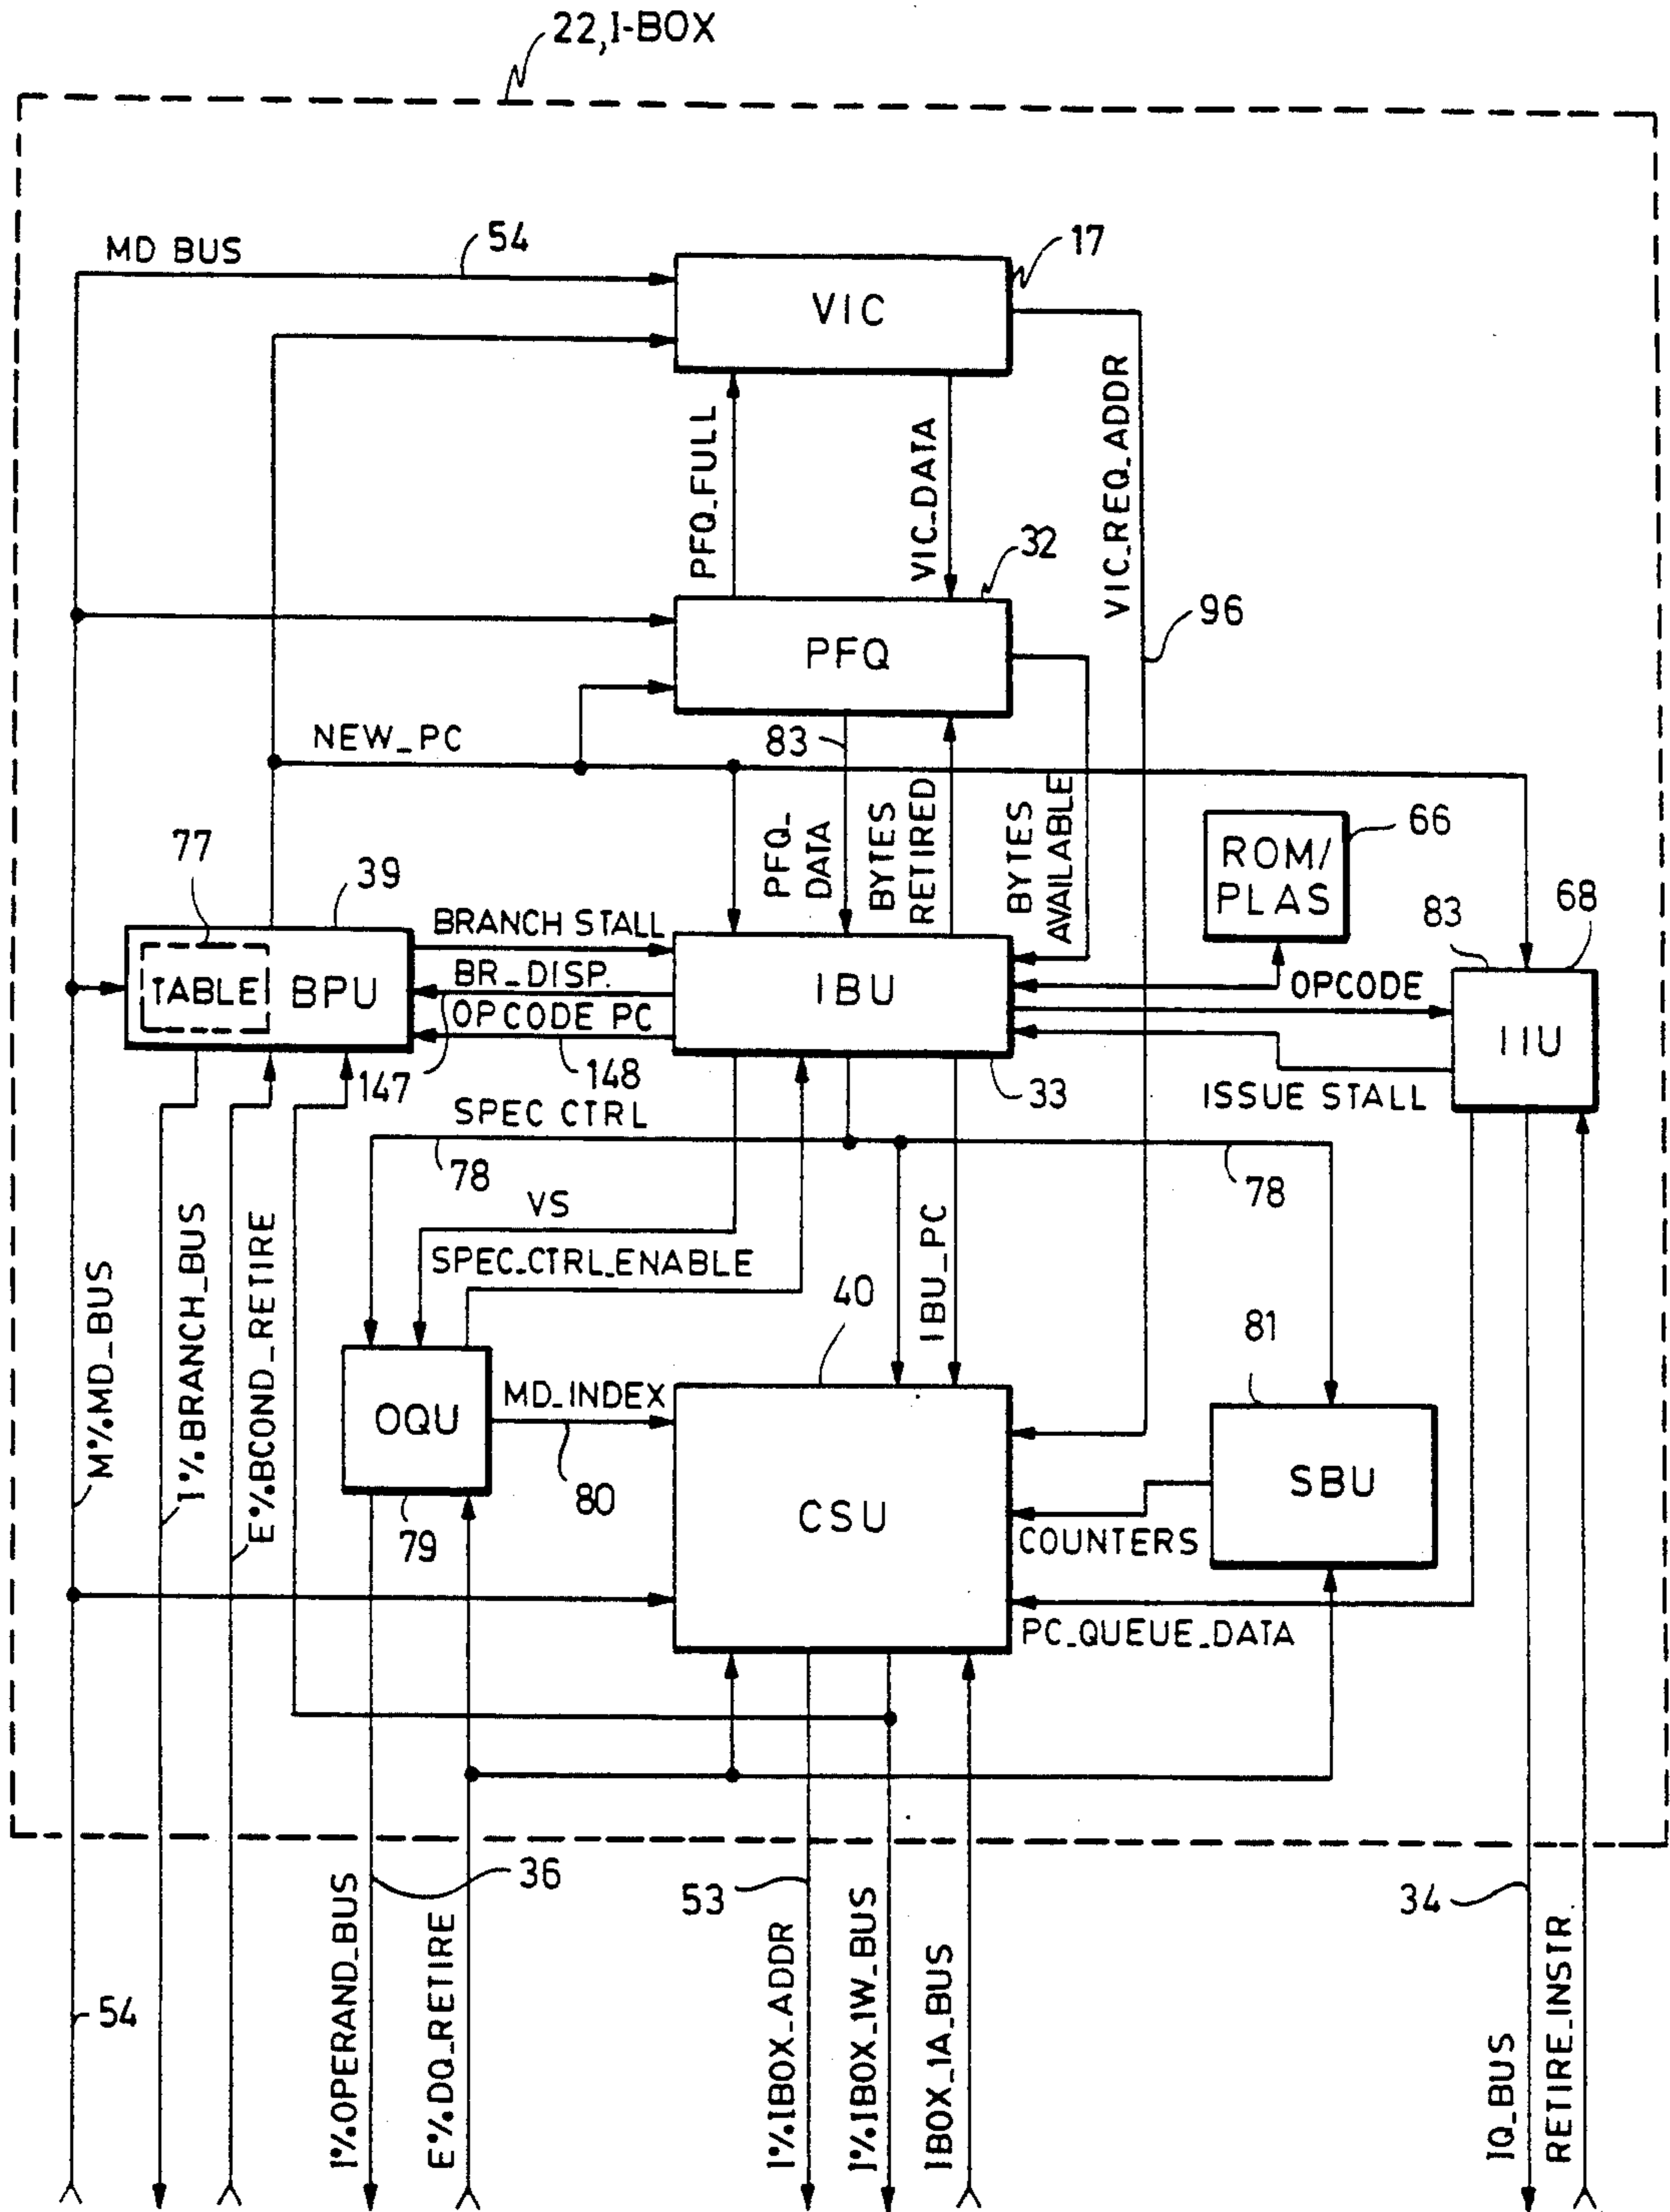 22,I-BOX
MD BUS
54
17
VIC
PFQ_FULL
VIC_DATA
VIC_REQ_ADDR
32
96
PFQ
NEW_PC
83
PFQ_
DATA
BYTES
RETIRED
BYTES
AVAILABLE
ROM/
PLAS
66
77
39
83
68
BRANCH STALL
TABLE
BPU
BR_DISP.
IBU
OPCODE
OPCODE PC
IIU
147
148
33
ISSUE STALL
SPEC CTRL
78
78
VS
SPEC_CTRL_ENABLE
IBU_PC
M%MD_BUS
I%BRANCH_BUS
E%BCOND_RETIRE
40
81
OQU
MD_INDEX
80
79
CSU
SBU
COUNTERS
PC_QUEUE_DATA
36
53
34
54
I%OPERAND_BUS
E%DQ_RETIRE
I%IBOX_ADDR
I%IBOX_1W_BUS
IBOX_1A_BUS
IQ_BUS
RETIRE_INSTR.